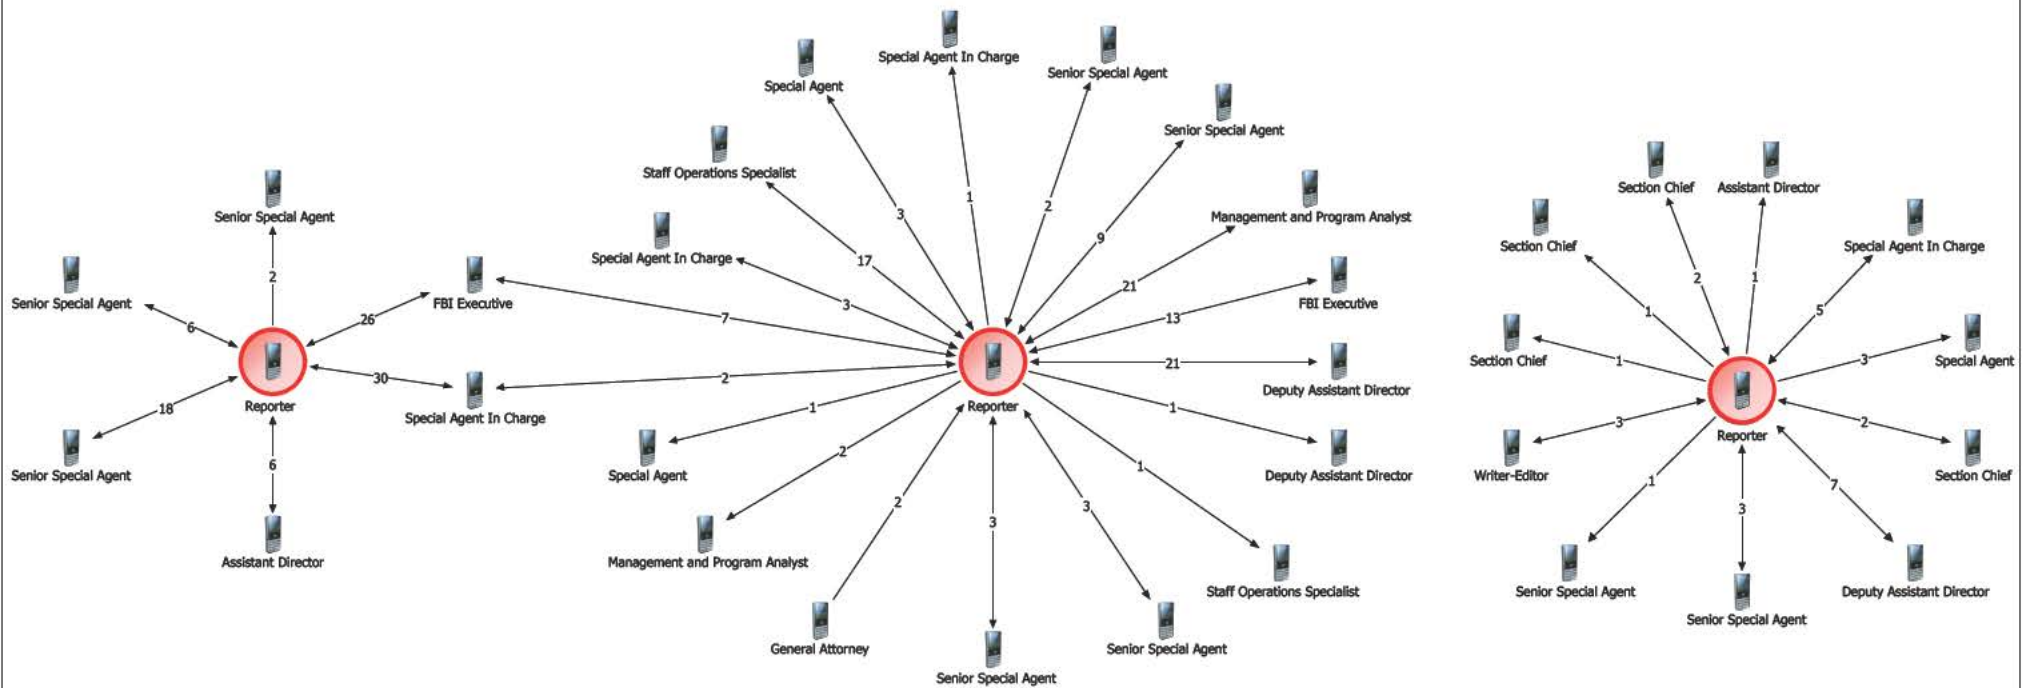 Special Agent In Charge
Special Agent
Senior Special Agent
Senior Special Agent
Staff Operations Specialist
Management and Program Analyst
Special Agent In Charge
FBI Executive
Deputy Assistant Director
Deputy Assistant Director
Staff Operations Specialist
Senior Special Agent
Senior Special Agent
General Attorney
Management and Program Analyst
Special Agent
Reporter
1
3
2
9
17
21
3
13
7
21
2
1
1
2
1
2
3
3
Senior Special Agent
Senior Special Agent
FBI Executive
Special Agent In Charge
Senior Special Agent
Assistant Director
Reporter
2
6
26
30
18
6
Section Chief
Assistant Director
Section Chief
Special Agent In Charge
Section Chief
Special Agent
Writer-Editor
Section Chief
Senior Special Agent
Senior Special Agent
Deputy Assistant Director
Reporter
2
1
1
5
1
3
3
2
1
3
7